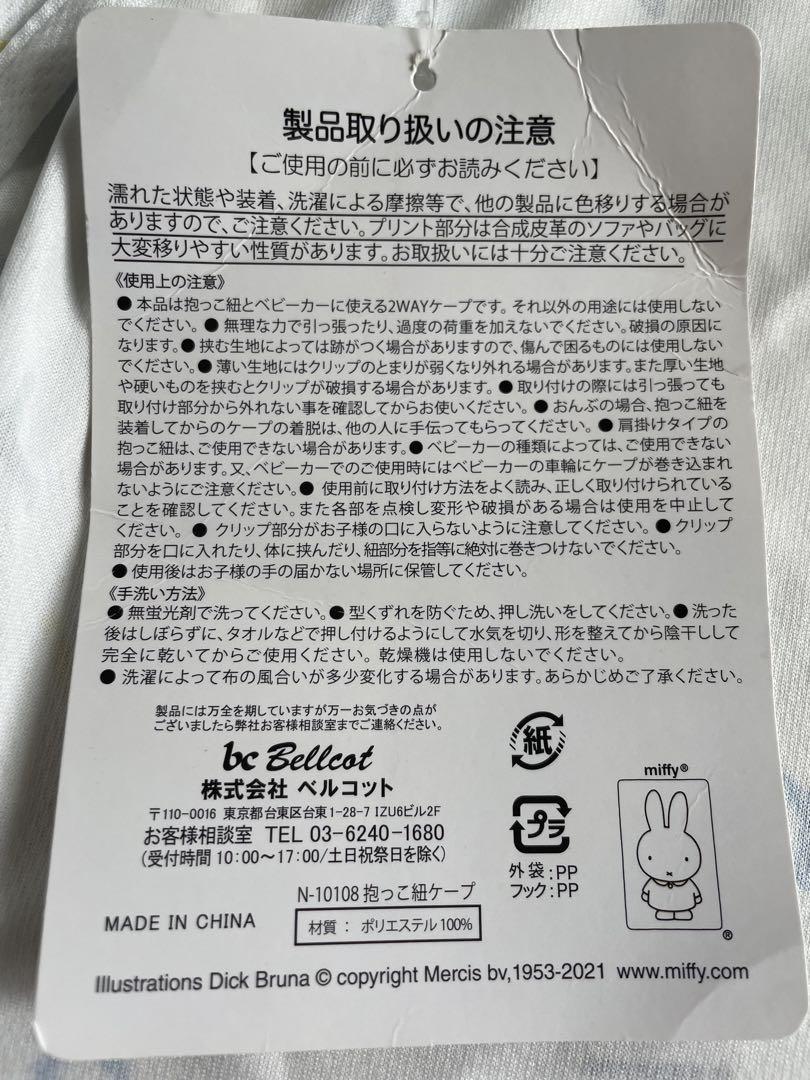 製品取り扱いの注意
【ご使用の前に必ずお読みください】
濡れた状態や装着、洗濯による摩擦等で、他の製品に色移りする場合が
ありますので、ご注意ください。プリント部分は合成皮革のソファやバッグに
大変移りやすい性質があります。お取扱いには十分ご注意ください。
《使用上の注意》
● 本品は抱っこ紐とベビーカーに使える2WAYケープです。それ以外の用途には使用しない
でください。● 無理な力で引っ張ったり、過度の荷重を加えないでください。破損の原因に
なります。● 挟む生地によっては跡がつく場合がありますので、傷んで困るものには使用しない
でください。● 薄い生地にはクリップのとまりが弱くなり外れる場合があります。また厚い生地
や硬いものを挟むとクリップが破損する場合があります。● 取り付けの際には引っ張っても
取り付け部分から外れない事を確認してからお使いください。● おんぶの場合、抱っこ紐を
装着してからのケープの着脱は、他の人に手伝ってもらってください。● 肩掛けタイプの
抱っこ紐は、ご使用できない場合があります。● ベビーカーの種類によっては、ご使用できない
場合があります。又、ベビーカーでのご使用時にはベビーカーの車輪にケープが巻き込まれ
ないようにご注意ください。● 使用前に取り付け方法をよく読み、正しく取り付けられている
ことを確認してください。また各部を点検し変形や破損がある場合は使用を中止して
ください。● クリップ部分がお子様の口に入らないように注意してください。● クリップ
部分を口に入れたり、体に挟んだり、紐部分を指等に絶対に巻きつけないでください。
● 使用後はお子様の手の届かない場所に保管してください。
《手洗い方法》
● 無蛍光剤で洗ってください。● 型くずれを防ぐため、押し洗いをしてください。● 洗った
後はしぼらずに、タオルなどで押し付けるようにして水気を切り、形を整えてから陰干しして
完全に乾いてからご使用ください。乾燥機は使用しないでください。
● 洗濯によって布の風合いが多少変化する場合があります。あらかじめご了承ください。
製品には万全を期していますが万一お気づきの点が
ございましたら弊社お客様相談室までご連絡ください。
bc Bellcot
株式会社 ベルコット
〒110-0016 東京都台東区台東1-28-7 IZU6ビル2F
お客様相談室 TEL 03-6240-1680
(受付時間 10:00〜17:00/土日祝祭日を除く)
N-10108 抱っこ紐ケープ
MADE IN CHINA
材質 : ポリエステル100%
紙
プラ
外袋:PP
フック:PP
miffy®
®
Illustrations Dick Bruna © copyright Mercis bv,1953-2021 www.miffy.com